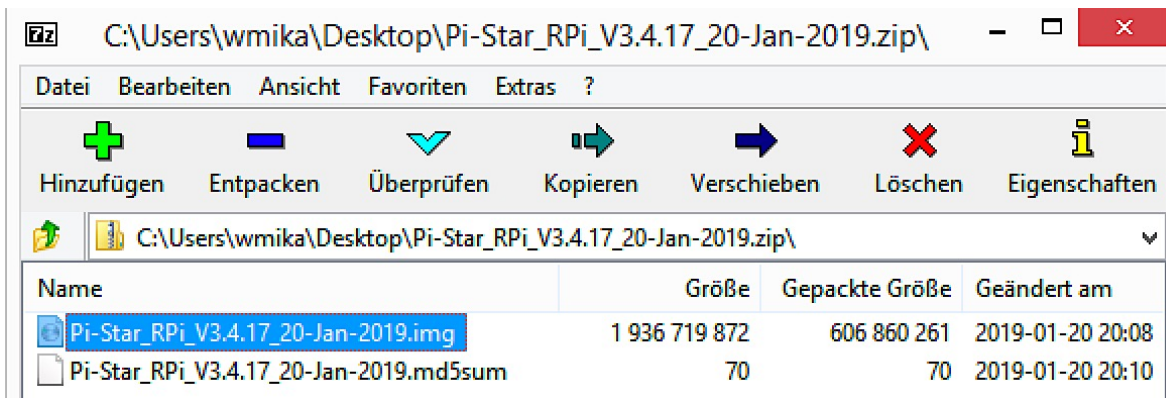 7z C:\Users\wmika\Desktop\Pi-Star_RPi_V3.4.17_20-Jan-2019.zip\
Datei Bearbeiten Ansicht Favoriten Extras ?
Hinzufügen Entpacken Überprüfen Kopieren Verschieben Löschen Eigenschaften
C:\Users\wmika\Desktop\Pi-Star_RPi_V3.4.17_20-Jan-2019.zip\
Name Größe Gepackte Größe Geändert am
Pi-Star_RPi_V3.4.17_20-Jan-2019.img 1 936 719 872 606 860 261 2019-01-20 20:08
Pi-Star_RPi_V3.4.17_20-Jan-2019.md5sum 70 70 2019-01-20 20:10